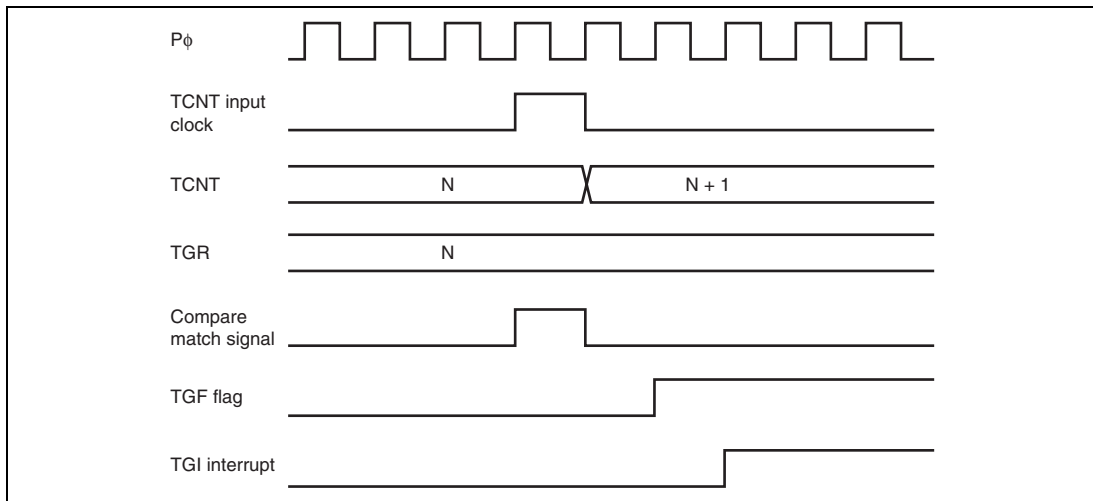 Pϕ
TCNT input
clock
TCNT
N
N + 1
TGR
N
Compare
match signal
TGF flag
TGI interrupt